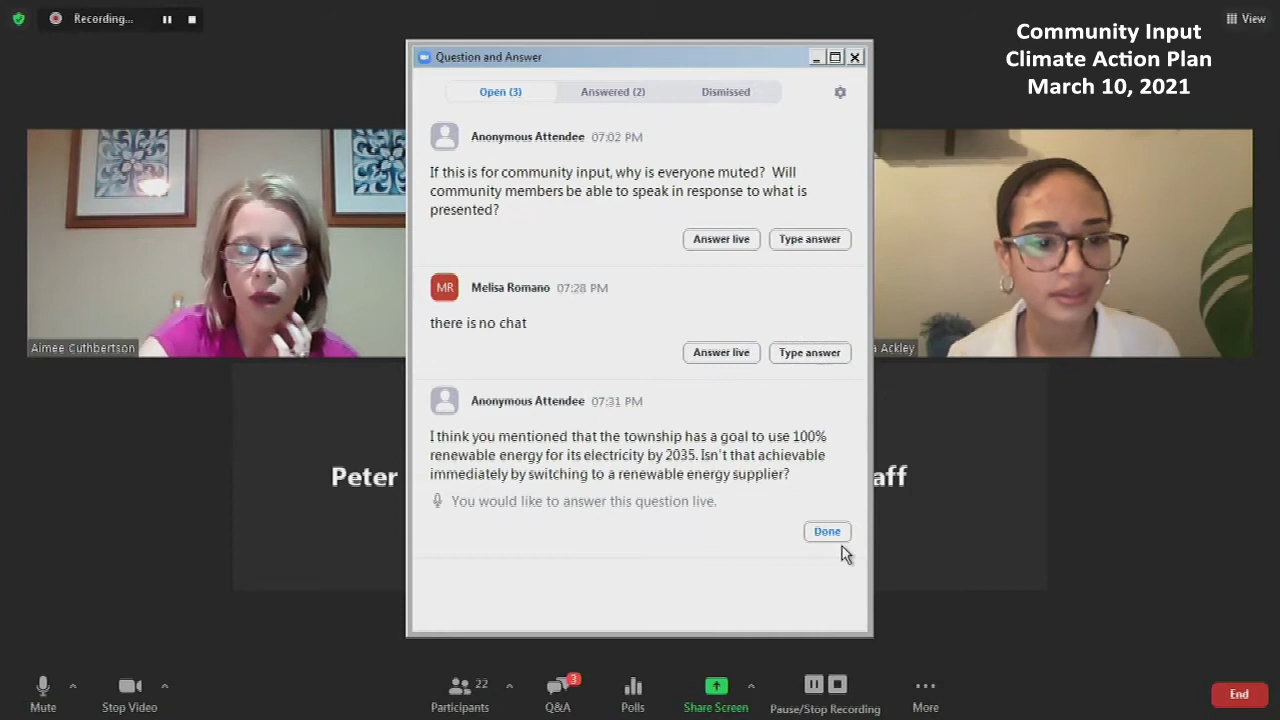 Recording...
View
Community Input
Climate Action Plan
March 10, 2021
Question and Answer
Open (3)
Answered (2)
Dismissed
Anonymous Attendee 07:02 PM
If this is for community input, why is everyone muted?  Will
community members be able to speak in response to what is
presented?
Answer live
Type answer
MR
Melisa Romano 07:28 PM
there is no chat
Answer live
Type answer
Anonymous Attendee 07:31 PM
I think you mentioned that the township has a goal to use 100%
renewable energy for its electricity by 2035. Isn't that achievable
immediately by switching to a renewable energy supplier?
You would like to answer this question live.
Done
Aimee Cuthbertson
a Ackley
Peter
aff
Mute
Stop Video
22
Participants
3
Q&A
Polls
Share Screen
Pause/Stop Recording
More
End